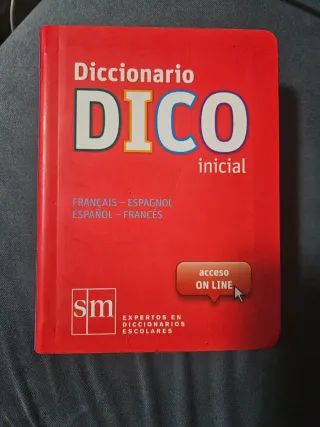 Diccionario
DICO
inicial
FRANÇAIS – ESPAGNOL
ESPAÑOL – FRANCÉS
acceso
ON LINE
sm
EXPERTOS EN
DICCIONARIOS
ESCOLARES